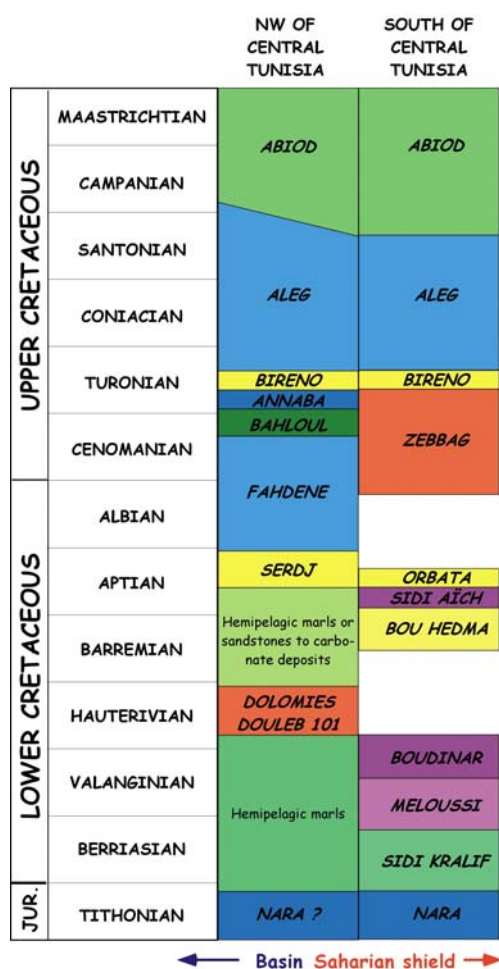 NW OF
CENTRAL
TUNISIA
SOUTH OF
CENTRAL
TUNISIA
UPPER CRETACEOUS
LOWER CRETACEOUS
JUR.
MAASTRICHTIAN
CAMPANIAN
SANTONIAN
CONIACIAN
TURONIAN
CENOMANIAN
ALBIAN
APTIAN
BARREMIAN
HAUTERIVIAN
VALANGINIAN
BERRIASIAN
TITHONIAN
ABIOD
ALEG
BIRENO
ANNABA
BAHLOUL
FAHDENE
SERDJ
Hemipelagic marls or
sandstones to carbo-
nate deposits
DOLOMIES
DOULEB 101
Hemipelagic marls
NARA ?
ABIOD
ALEG
BIRENO
ZEBBAG
ORBATA
SIDI AÏCH
BOU HEDMA
BOUDINAR
MELOUSSI
SIDI KRALIF
NARA
Basin Saharian shield